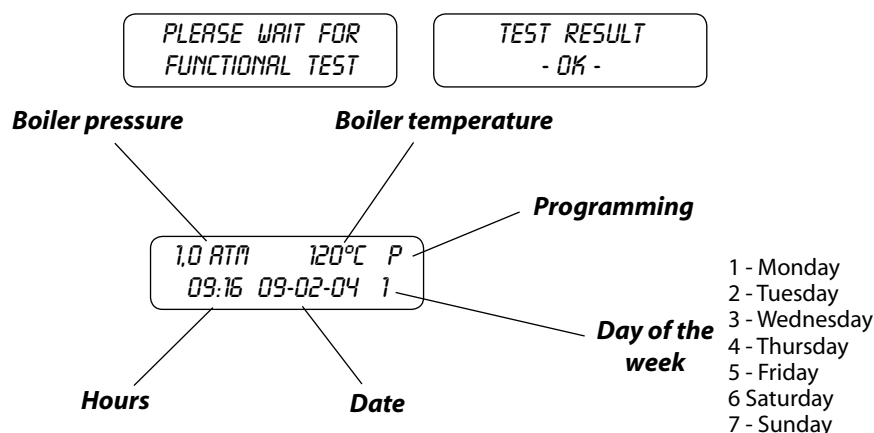 PLEASE WAIT FOR
FUNCTIONAL TEST
TEST RESULT
- OK -
Boiler pressure
Boiler temperature
Programming
1,0 ATM 120°C P
09:16 09-02-04 1
Day of the
week
Hours
Date
1 - Monday
2 - Tuesday
3 - Wednesday
4 - Thursday
5 - Friday
6 Saturday
7 - Sunday